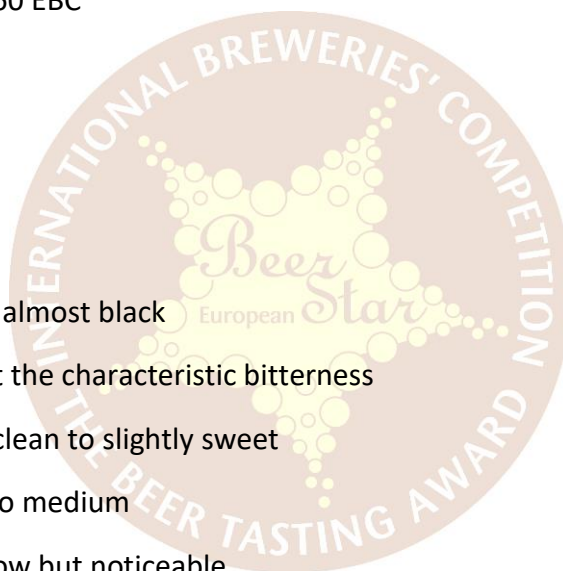 60 EBC
INTERNATIONAL BREWERIES' COMPETITION
Beer
European Star
almost black
t the characteristic bitterness
clean to slightly sweet
o medium
ow but noticeable
THE BEER TASTING AWARD